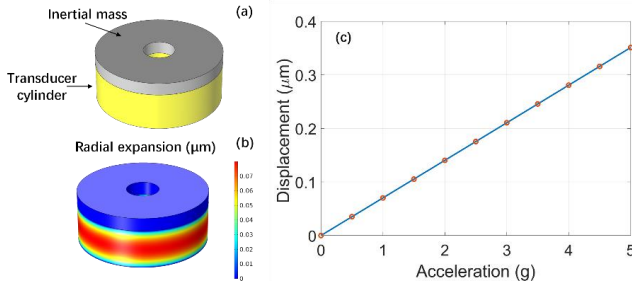 (a)
Inertial mass
Transducer
cylinder
(b)
Radial expansion (μm)
0.07
0.06
0.05
0.04
0.03
0.02
0.01
0
(c)
Displacement (μm)
0.4
0.3
0.2
0.1
0
0 1 2 3 4 5
Acceleration (g)